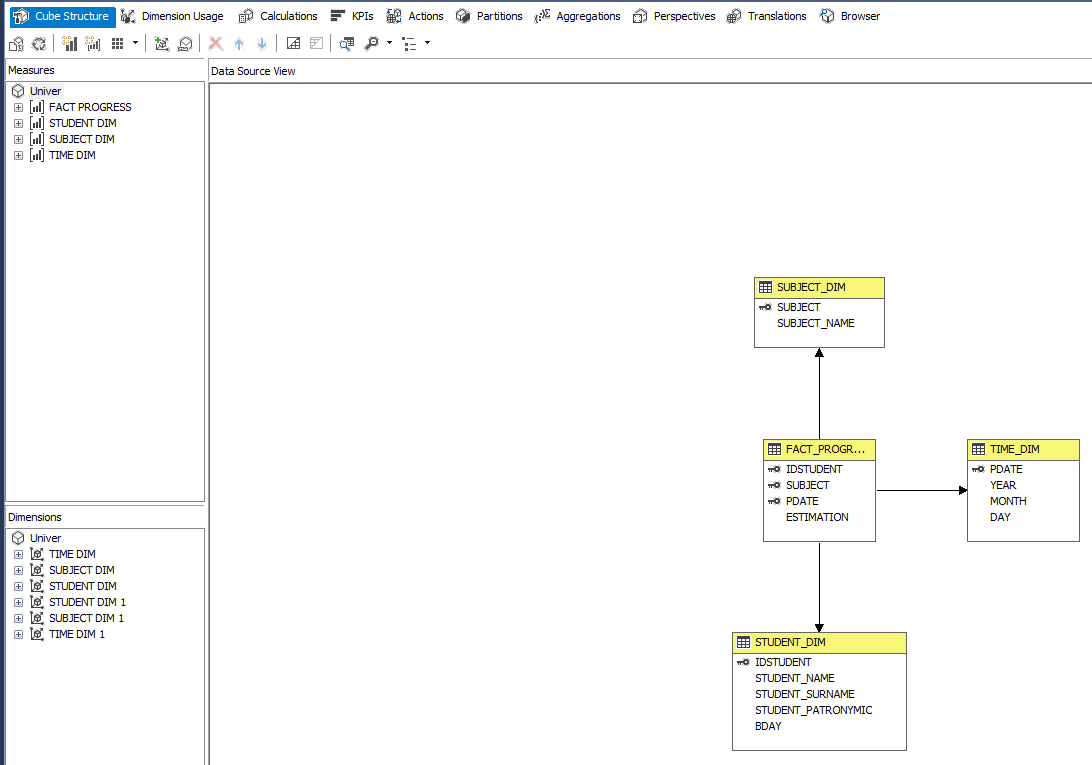 Cube Structure Dimension Usage Calculations KPIs Actions Partitions Aggregations Perspectives Translations Browser
Measures
Univer
FACT PROGRESS
STUDENT DIM
SUBJECT DIM
TIME DIM
Dimensions
Univer
TIME DIM
SUBJECT DIM
STUDENT DIM
STUDENT DIM 1
SUBJECT DIM 1
TIME DIM 1
Data Source View
SUBJECT_DIM
SUBJECT
SUBJECT_NAME
FACT_PROGR...
IDSTUDENT
SUBJECT
PDATE
ESTIMATION
TIME_DIM
PDATE
YEAR
MONTH
DAY
STUDENT_DIM
IDSTUDENT
STUDENT_NAME
STUDENT_SURNAME
STUDENT_PATRONYMIC
BDAY